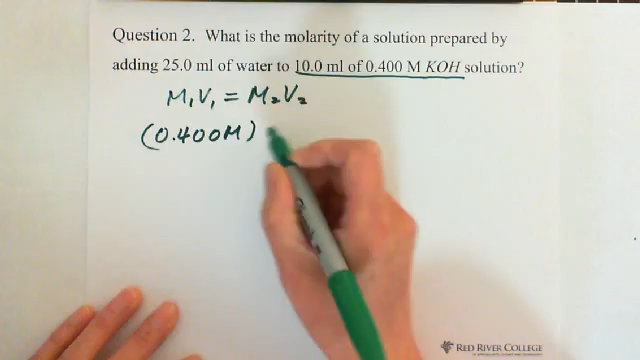 Question 2. What is the molarity of a solution prepared by
adding 25.0 ml of water to 10.0 ml of 0.400 M KOH solution?
M₁V₁ = M₂V₂
(0.400M)
RED RIVER COLLEGE